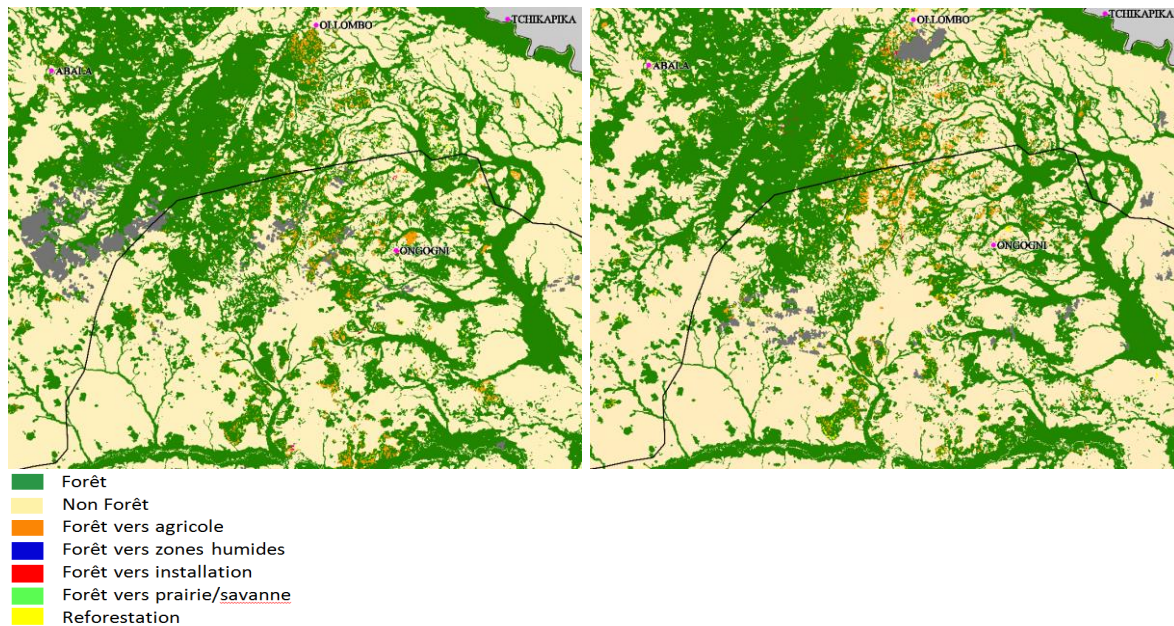 TCHIKAPIKA
OLLOMBO
ABALA
ONGOGNI
TCHIKAPIKA
OLLOMBO
ABALA
ONGOGNI
Forêt
Non Forêt
Forêt vers agricole
Forêt vers zones humides
Forêt vers installation
Forêt vers prairie/savanne
Reforestation